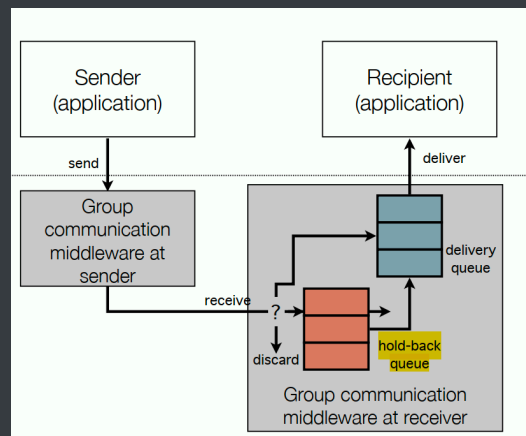 Sender
(application)
Recipient
(application)
send
deliver
Group
communication
middleware at
sender
delivery
queue
receive
?
discard
hold-back
queue
Group communication
middleware at receiver